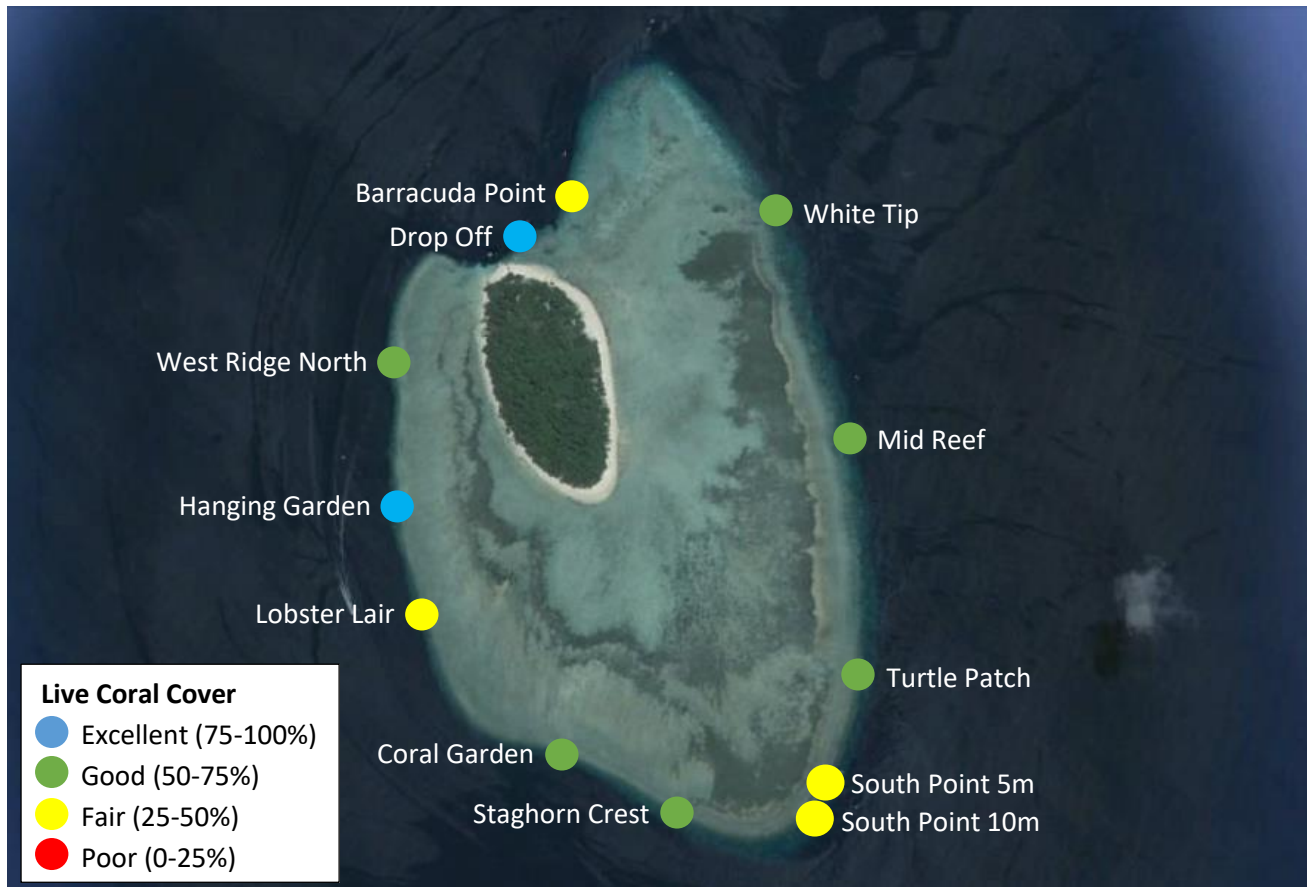 Barracuda Point
White Tip
Drop Off
West Ridge North
Mid Reef
Hanging Garden
Lobster Lair
Turtle Patch
Coral Garden
South Point 5m
Staghorn Crest
South Point 10m
Live Coral Cover
Excellent (75-100%)
Good (50-75%)
Fair (25-50%)
Poor (0-25%)